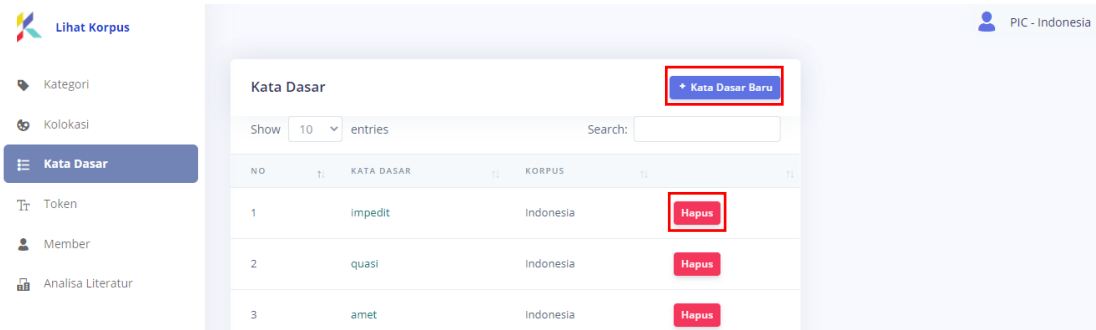 Lihat Korpus
PIC - Indonesia
Kategori
Kolokasi
Kata Dasar
Token
Member
Analisa Literatur
Kata Dasar
+ Kata Dasar Baru
Show 10 entries
Search:
NO KATA DASAR KORPUS
1 impedit Indonesia Hapus
2 quasi Indonesia Hapus
3 amet Indonesia Hapus